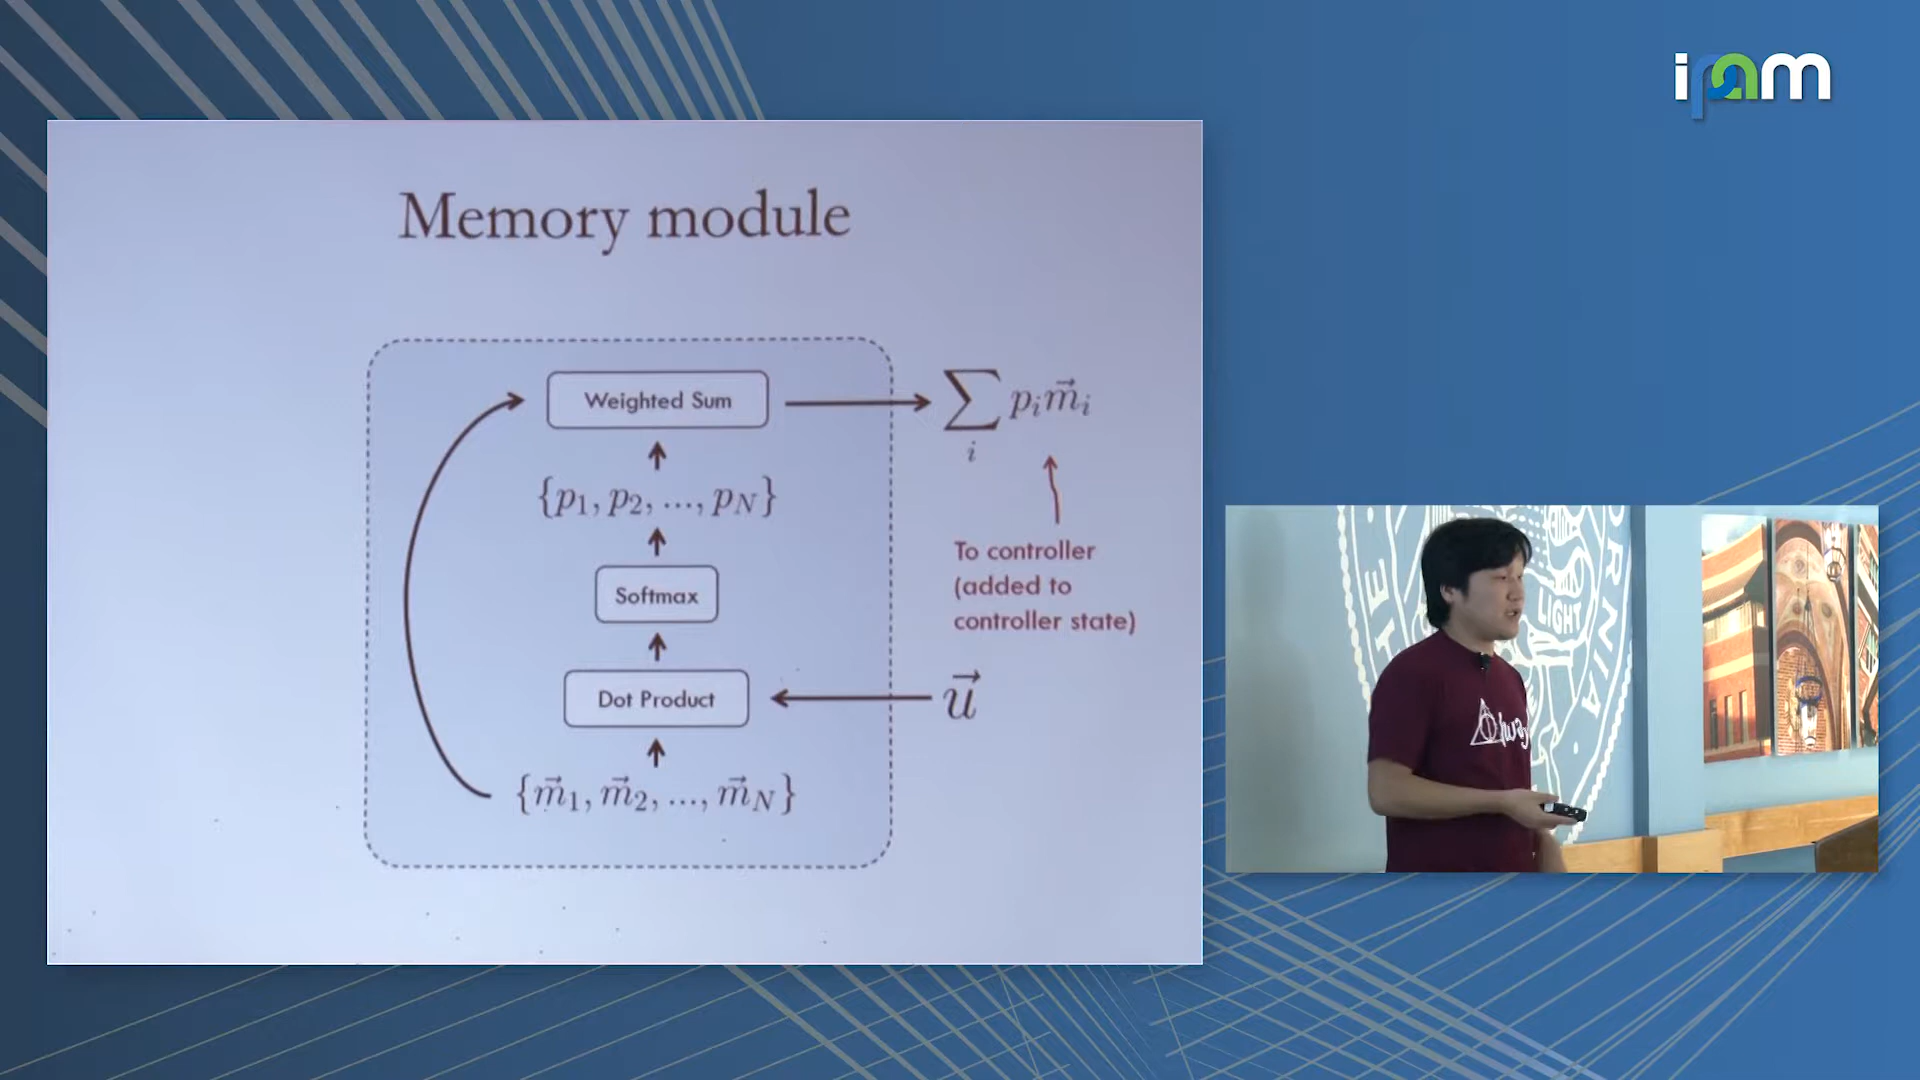 ipam
Memory module
Weighted Sum
∑ᵢ pᵢm⃗ᵢ
{p₁, p₂, ..., p_N}
To controller
(added to
controller state)
Softmax
Dot Product
u⃗
{m⃗₁, m⃗₂, ..., m⃗_N}
LIGHT